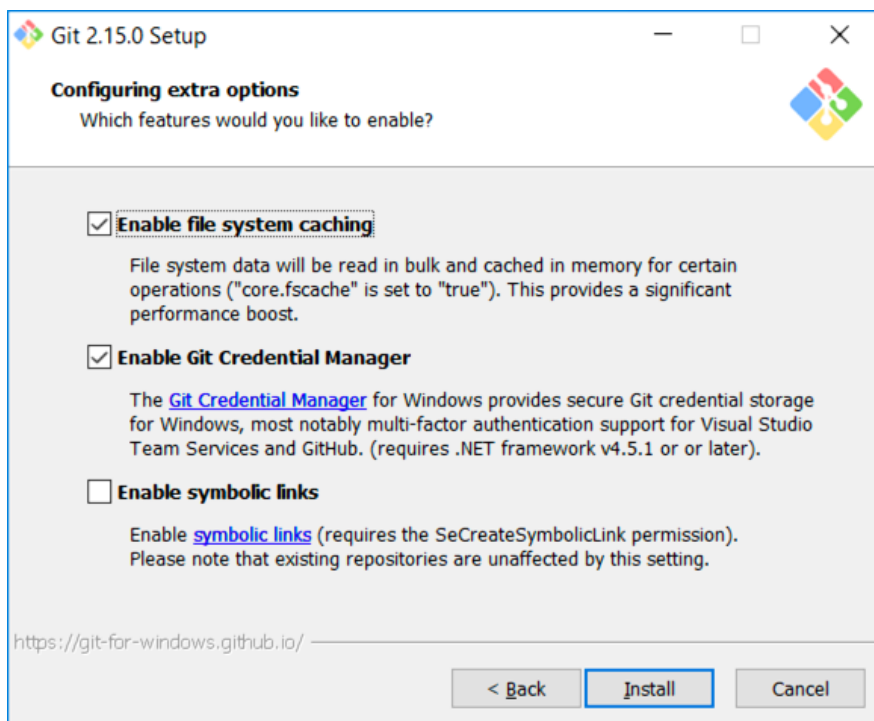 Git 2.15.0 Setup
Configuring extra options
Which features would you like to enable?
Enable file system caching
File system data will be read in bulk and cached in memory for certain
operations ("core.fscache" is set to "true"). This provides a significant
performance boost.
Enable Git Credential Manager
The Git Credential Manager for Windows provides secure Git credential storage
for Windows, most notably multi-factor authentication support for Visual Studio
Team Services and GitHub. (requires .NET framework v4.5.1 or or later).
Enable symbolic links
Enable symbolic links (requires the SeCreateSymbolicLink permission).
Please note that existing repositories are unaffected by this setting.
https://git-for-windows.github.io/
< Back Install Cancel